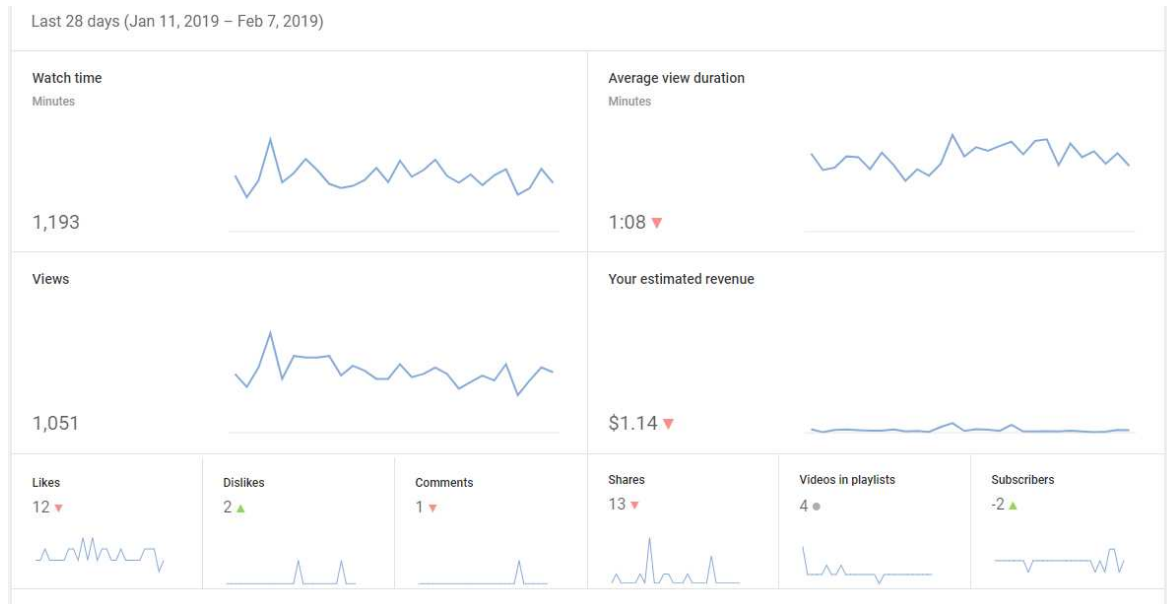 Last 28 days (Jan 11, 2019 – Feb 7, 2019)
Watch time
Minutes
1,193
Average view duration
Minutes
1:08
Views
1,051
Your estimated revenue
$1.14
Likes
12
Dislikes
2
Comments
1
Shares
13
Videos in playlists
4
Subscribers
-2